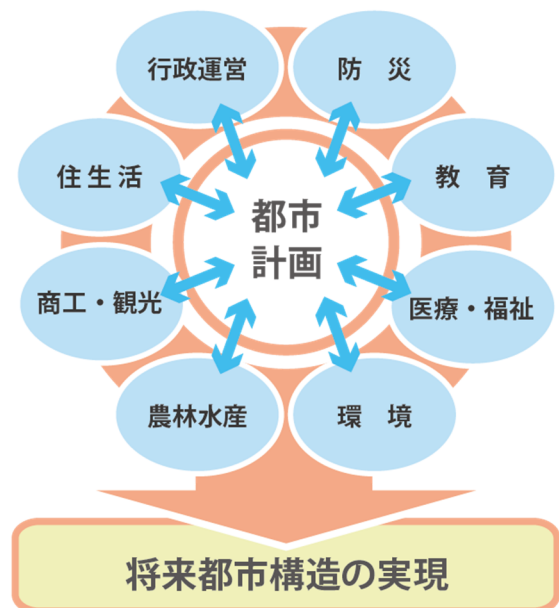 行政運営
防　災
住生活
教　育
都市
計画
商工・観光
医療・福祉
農林水産
環　境
将来都市構造の実現